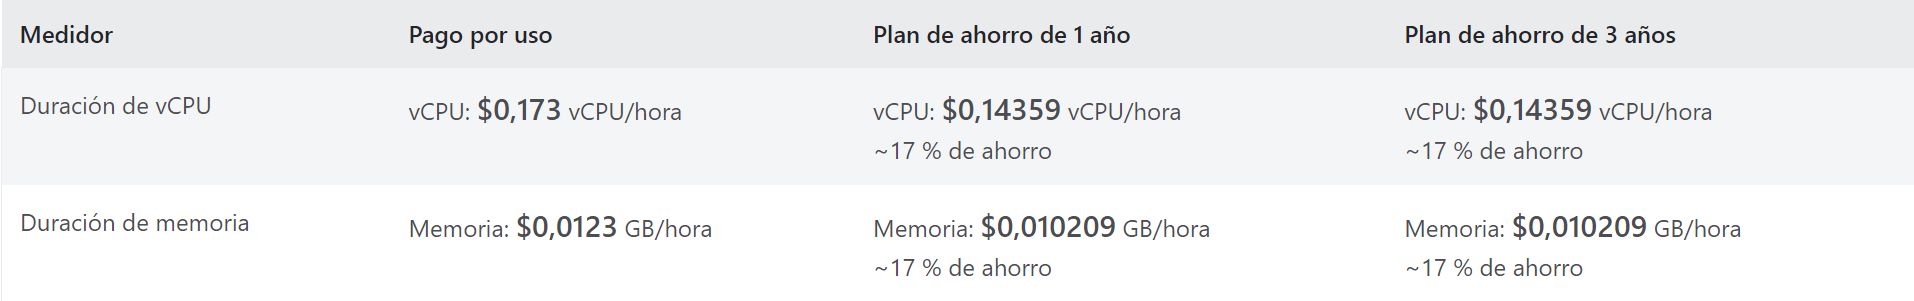 Medidor Pago por uso Plan de ahorro de 1 año Plan de ahorro de 3 años
Duración de vCPU vCPU: $0,173 vCPU/hora vCPU: $0,14359 vCPU/hora vCPU: $0,14359 vCPU/hora
~17 % de ahorro ~17 % de ahorro
Duración de memoria Memoria: $0,0123 GB/hora Memoria: $0,010209 GB/hora Memoria: $0,010209 GB/hora
~17 % de ahorro ~17 % de ahorro